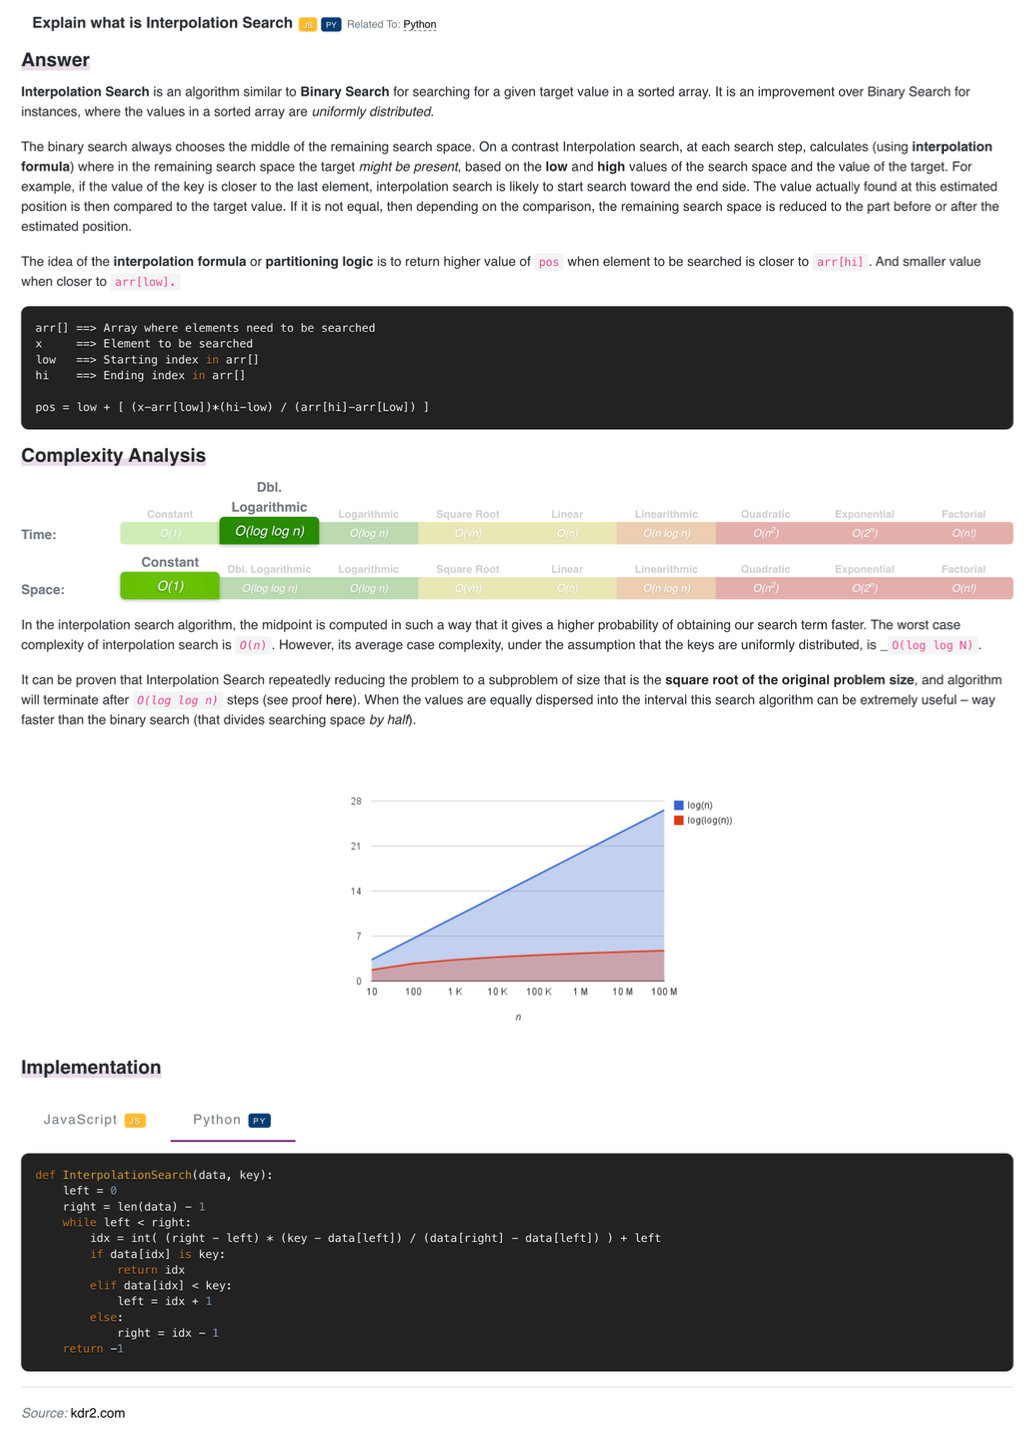 Explain what is Interpolation Search JS PY Related To: Python
Answer
Interpolation Search is an algorithm similar to Binary Search for searching for a given target value in a sorted array. It is an improvement over Binary Search for
instances, where the values in a sorted array are uniformly distributed.
The binary search always chooses the middle of the remaining search space. On a contrast Interpolation search, at each search step, calculates (using interpolation
formula) where in the remaining search space the target might be present, based on the low and high values of the search space and the value of the target. For
example, if the value of the key is closer to the last element, interpolation search is likely to start search toward the end side. The value actually found at this estimated
position is then compared to the target value. If it is not equal, then depending on the comparison, the remaining search space is reduced to the part before or after the
estimated position.
The idea of the interpolation formula or partitioning logic is to return higher value of pos when element to be searched is closer to arr[hi] . And smaller value
when closer to arr[low].
arr[] ==> Array where elements need to be searched
x     ==> Element to be searched
low   ==> Starting index in arr[]
hi    ==> Ending index in arr[]
pos = low + [ (x-arr[low])*(hi-low) / (arr[hi]-arr[Low]) ]
Complexity Analysis
Dbl.
Constant Logarithmic Logarithmic Square Root Linear Linearithmic Quadratic Exponential Factorial
Time: O(1) O(log log n) O(log n) O(√n) O(n) O(n log n) O(n²) O(2ⁿ) O(n!)
Constant Dbl. Logarithmic Logarithmic Square Root Linear Linearithmic Quadratic Exponential Factorial
Space: O(1) O(log log n) O(log n) O(√n) O(n) O(n log n) O(n²) O(2ⁿ) O(n!)
In the interpolation search algorithm, the midpoint is computed in such a way that it gives a higher probability of obtaining our search term faster. The worst case
complexity of interpolation search is O(n) . However, its average case complexity, under the assumption that the keys are uniformly distributed, is _ O(log log N) .
It can be proven that Interpolation Search repeatedly reducing the problem to a subproblem of size that is the square root of the original problem size, and algorithm
will terminate after O(log log n) steps (see proof here). When the values are equally dispersed into the interval this search algorithm can be extremely useful – way
faster than the binary search (that divides searching space by half).
28
21
14
7
0
10 100 1 K 10 K 100 K 1 M 10 M 100 M
n
log(n)
log(log(n))
Implementation
JavaScript JS Python PY
def InterpolationSearch(data, key):
    left = 0
    right = len(data) - 1
    while left < right:
        idx = int( (right - left) * (key - data[left]) / (data[right] - data[left]) ) + left
        if data[idx] is key:
            return idx
        elif data[idx] < key:
            left = idx + 1
        else:
            right = idx - 1
    return -1
Source: kdr2.com